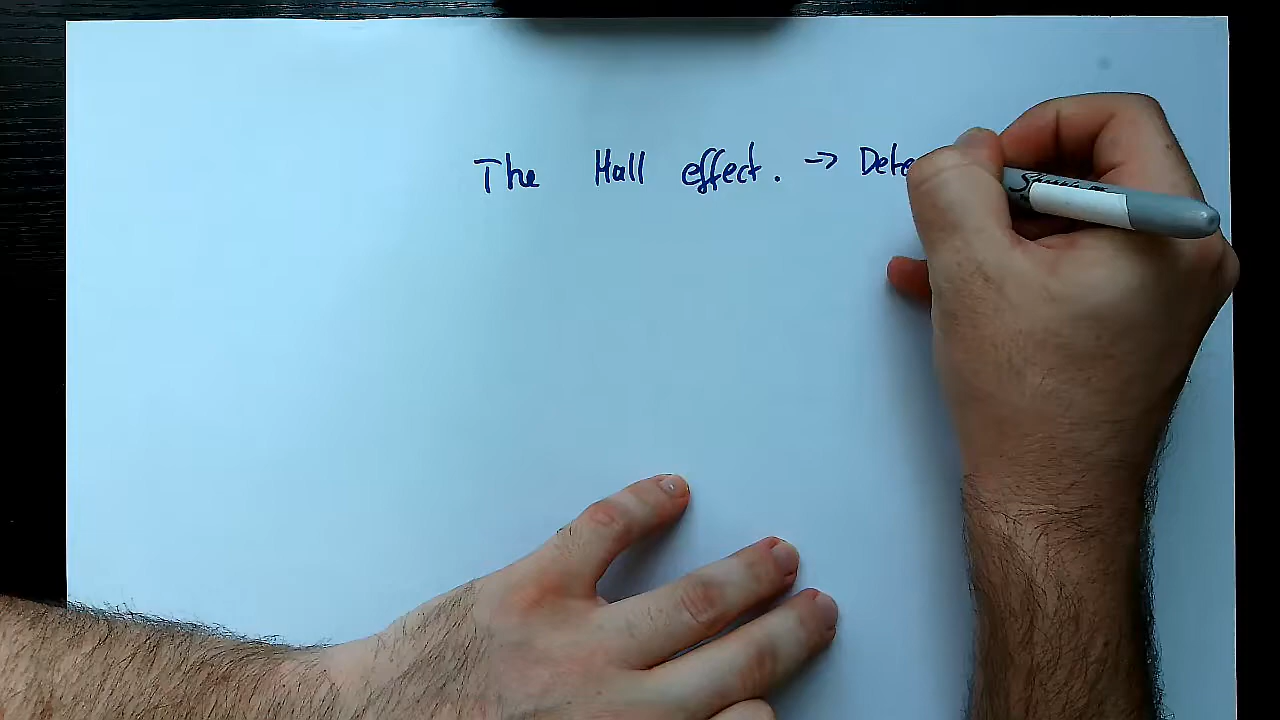 The Hall effect. → Dete